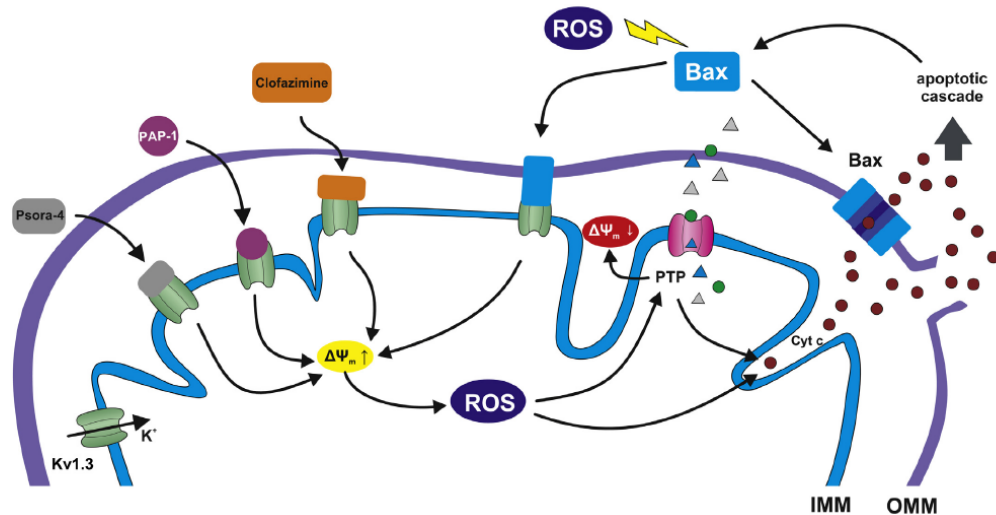 ROS
Bax
apoptotic
cascade
Clofazimine
PAP-1
Bax
Psora-4
ΔΨm ↓
PTP
Cyt c
ΔΨm ↑
ROS
K+
Kv1.3
IMM
OMM